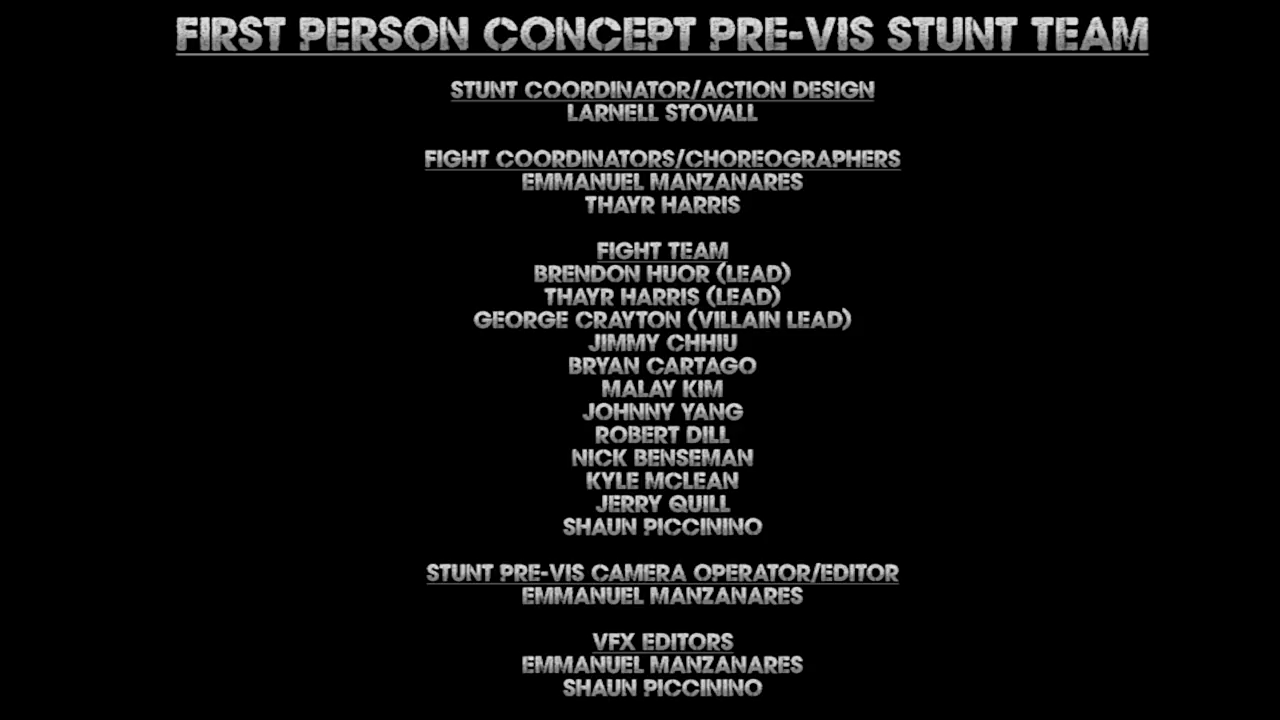 FIRST PERSON CONCEPT PRE-VIS STUNT TEAM
STUNT COORDINATOR/ACTION DESIGN
LARNELL STOVALL
FIGHT COORDINATORS/CHOREOGRAPHERS
EMMANUEL MANZANARES
THAYR HARRIS
FIGHT TEAM
BRENDON HUOR (LEAD)
THAYR HARRIS (LEAD)
GEORGE CRAYTON (VILLAIN LEAD)
JIMMY CHHIU
BRYAN CARTAGO
MALAY KIM
JOHNNY YANG
ROBERT DILL
NICK BENSEMAN
KYLE MCLEAN
JERRY QUILL
SHAUN PICCININO
STUNT PRE-VIS CAMERA OPERATOR/EDITOR
EMMANUEL MANZANARES
VFX EDITORS
EMMANUEL MANZANARES
SHAUN PICCININO